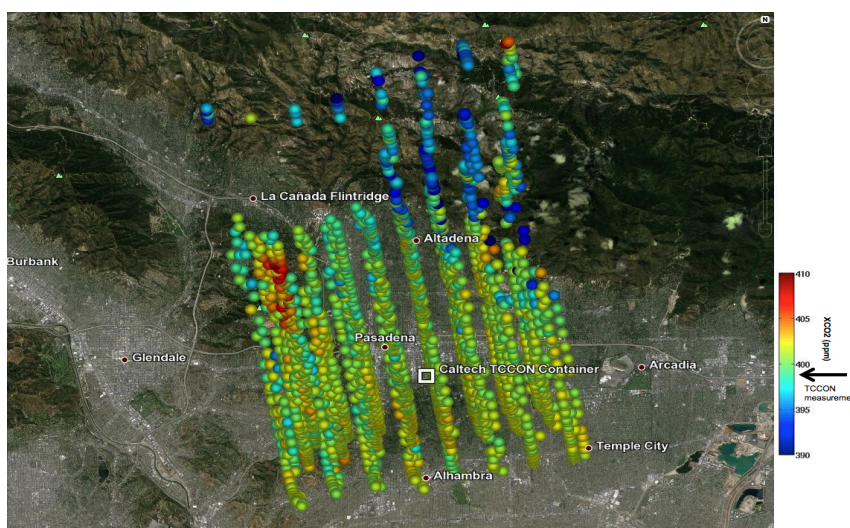 N
La Cañada Flintridge
Altadena
Burbank
Pasadena
Glendale
Caltech TCCON Container
Arcadia
Temple City
Alhambra
410
405
400
395
390
XCO2 (ppm)
TCCON
measureme